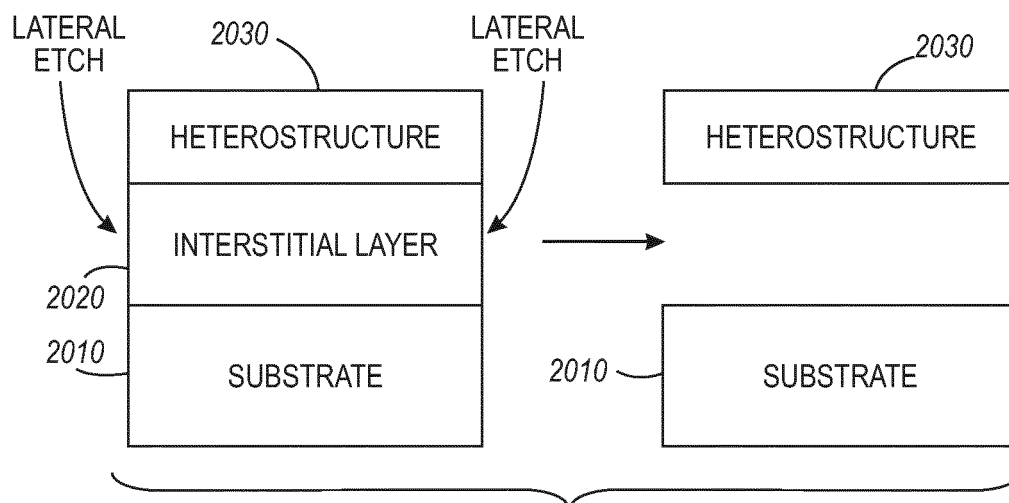 LATERAL
ETCH
2030
LATERAL
ETCH
HETEROSTRUCTURE
INTERSTITIAL LAYER
2020
2010
SUBSTRATE
2030
HETEROSTRUCTURE
2010
SUBSTRATE